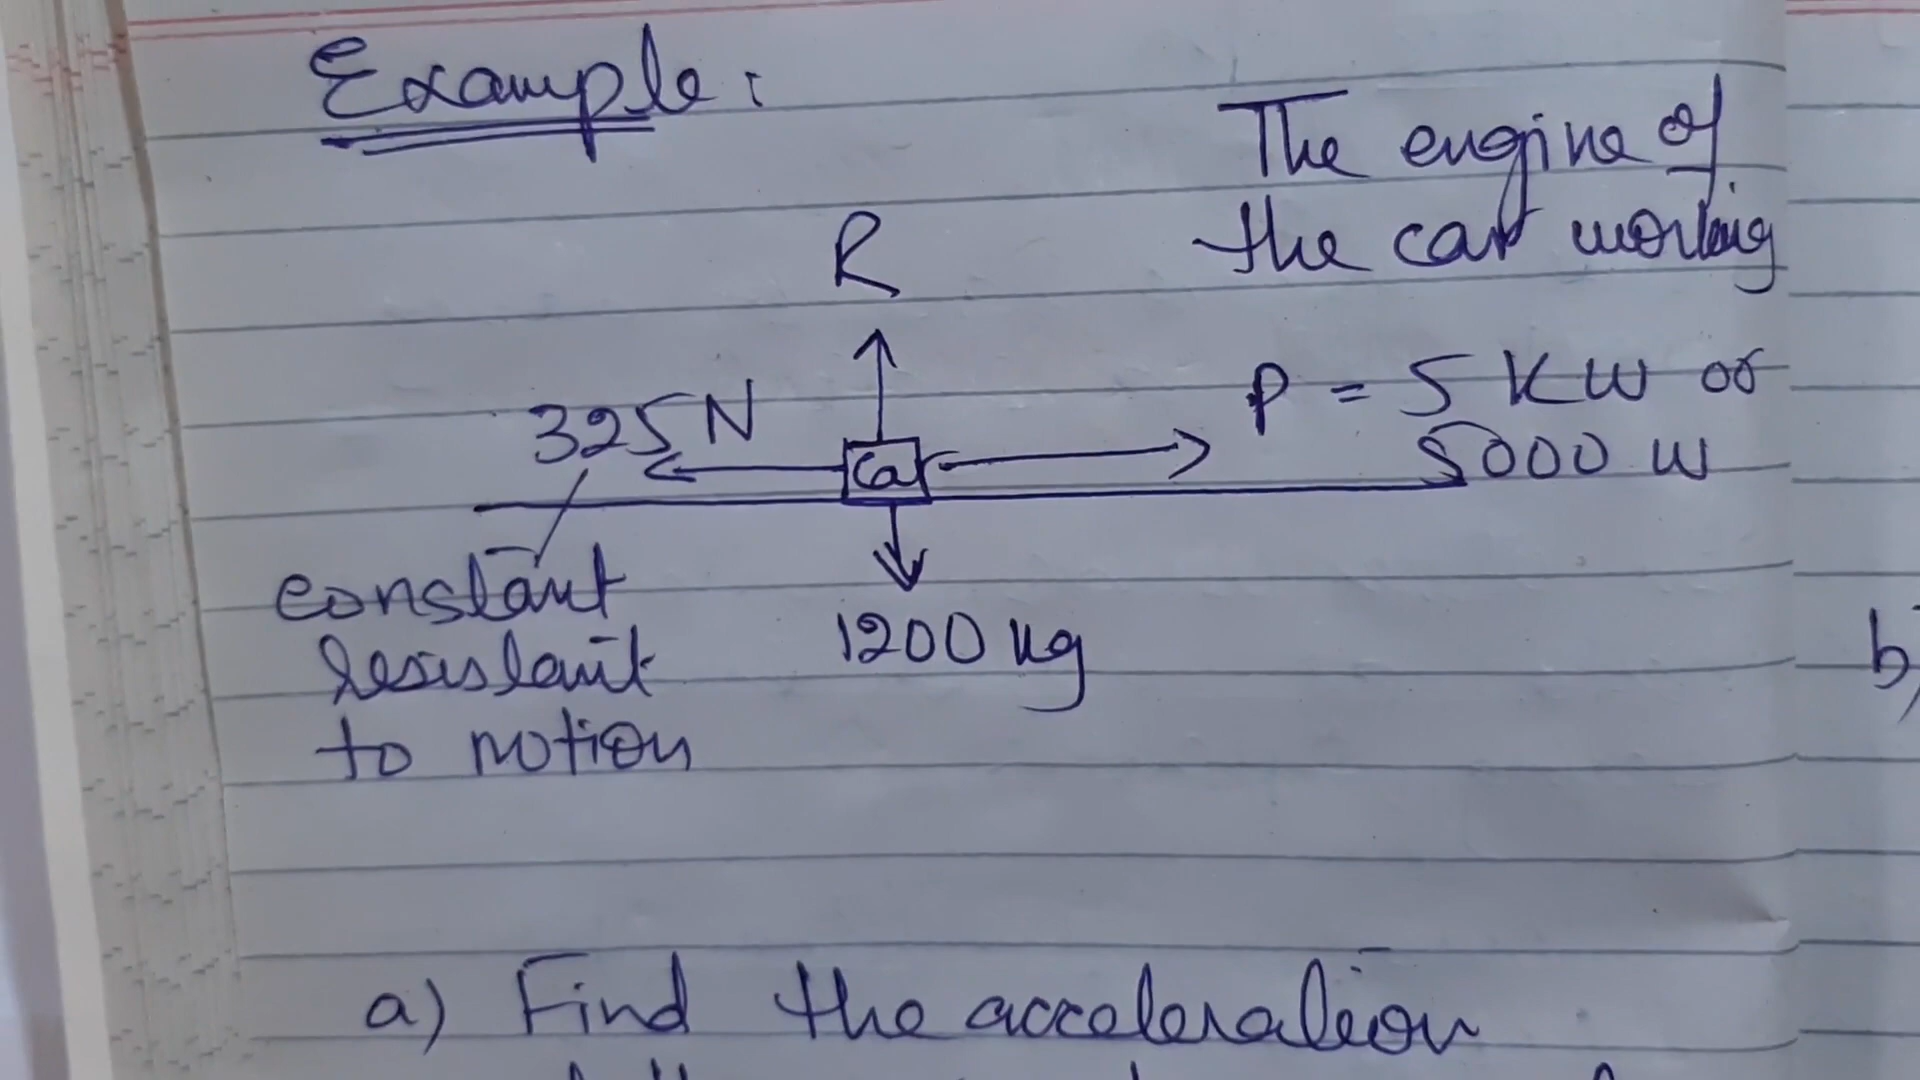 Example:
The engine of
the car working
R
325N
P = 5 KW or
5000 W
Car
constant
resistant
to motion
1200 kg
b)
a) Find the acceleration